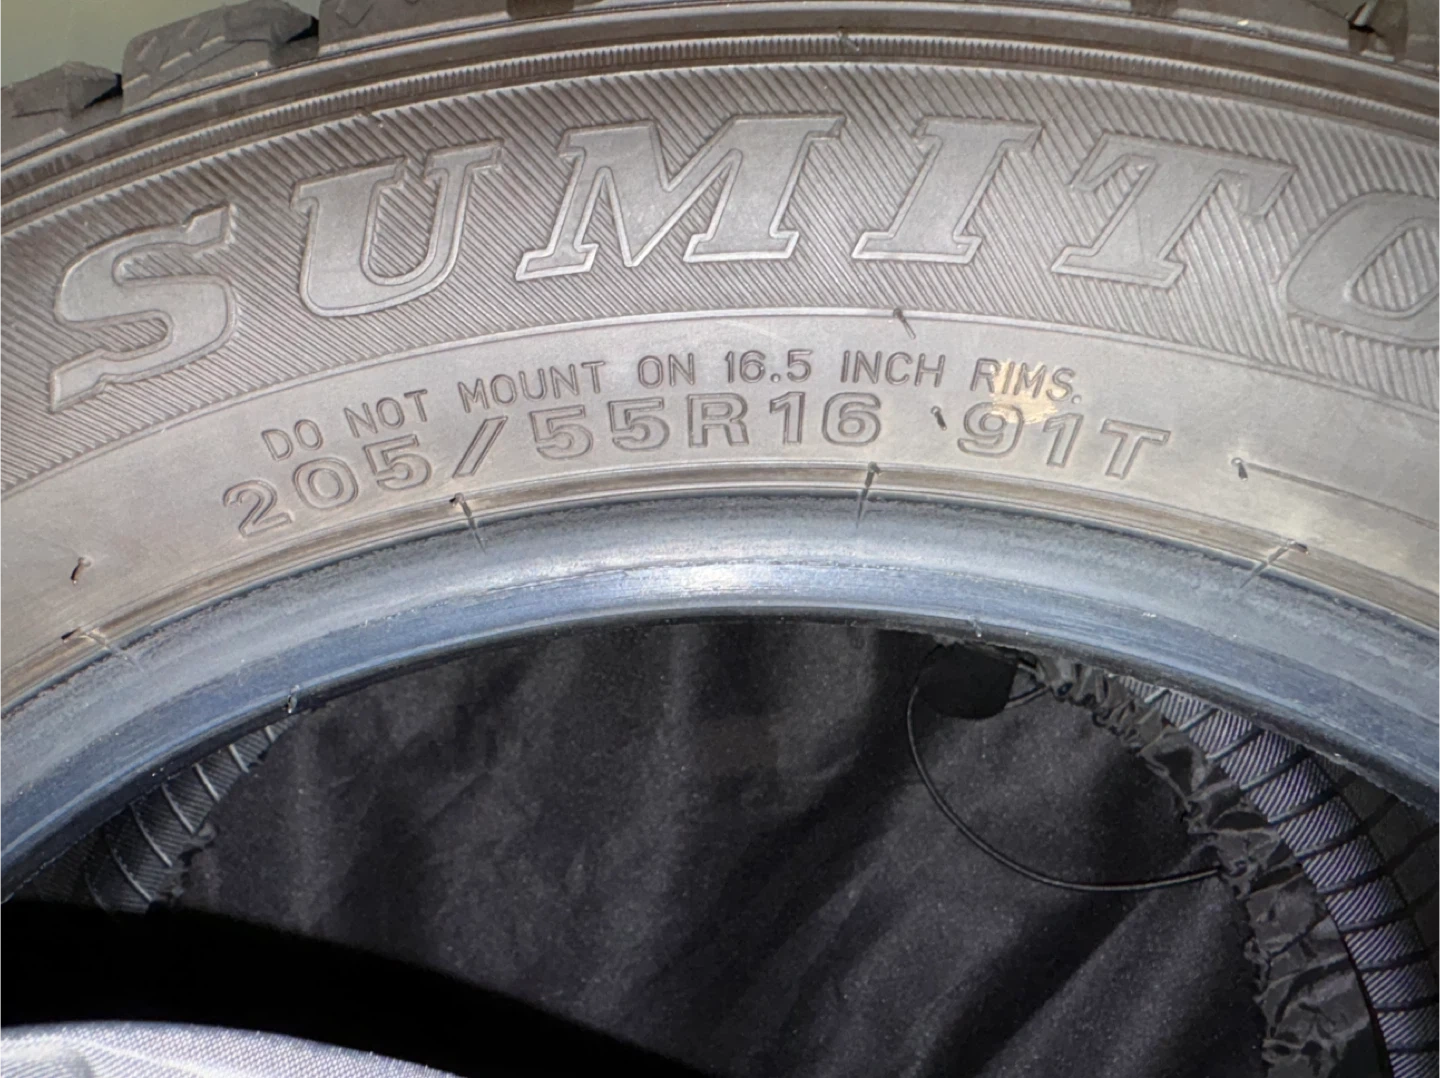 SUMITO
DO NOT MOUNT ON 16.5 INCH RIMS.
205/55R16 91T